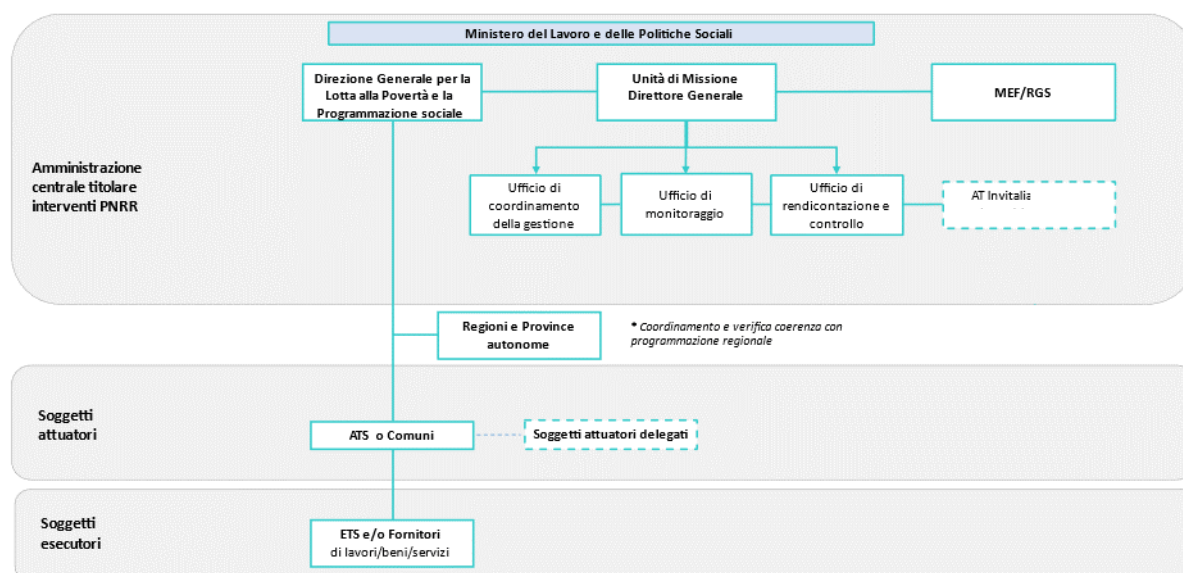 Ministero del Lavoro e delle Politiche Sociali
Direzione Generale per la
Lotta alla Povertà e la
Programmazione sociale
Unità di Missione
Direttore Generale
MEF/RGS
Amministrazione
centrale titolare
interventi PNRR
Ufficio di
coordinamento
della gestione
Ufficio di
monitoraggio
Ufficio di
rendicontazione e
controllo
AT Invitalia
Regioni e Province
autonome
* Coordinamento e verifica coerenza con
programmazione regionale
Soggetti
attuatori
ATS o Comuni
Soggetti attuatori delegati
Soggetti
esecutori
ETS e/o Fornitori
di lavori/beni/servizi